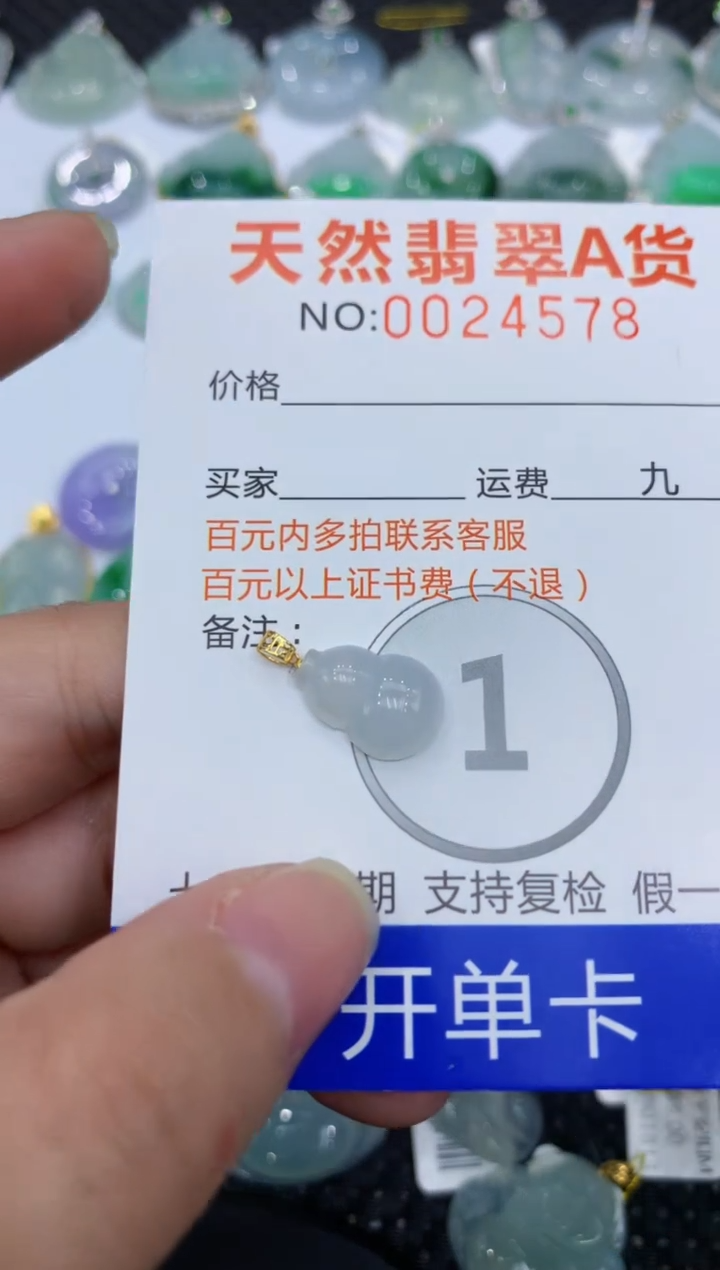 天然翡翠A货
NO:0024578
价格
买家 运费 九
百元内多拍联系客服
百元以上证书费（不退）
备注：
1
期 支持复检 假一
开单卡